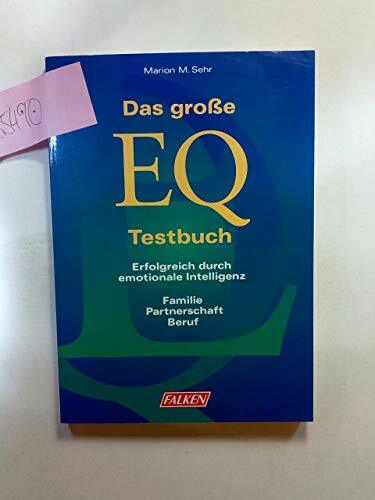 Marion M. Sehr
Das große
EQ
Testbuch
Erfolgreich durch
emotionale Intelligenz
Familie
Partnerschaft
Beruf
FALKEN